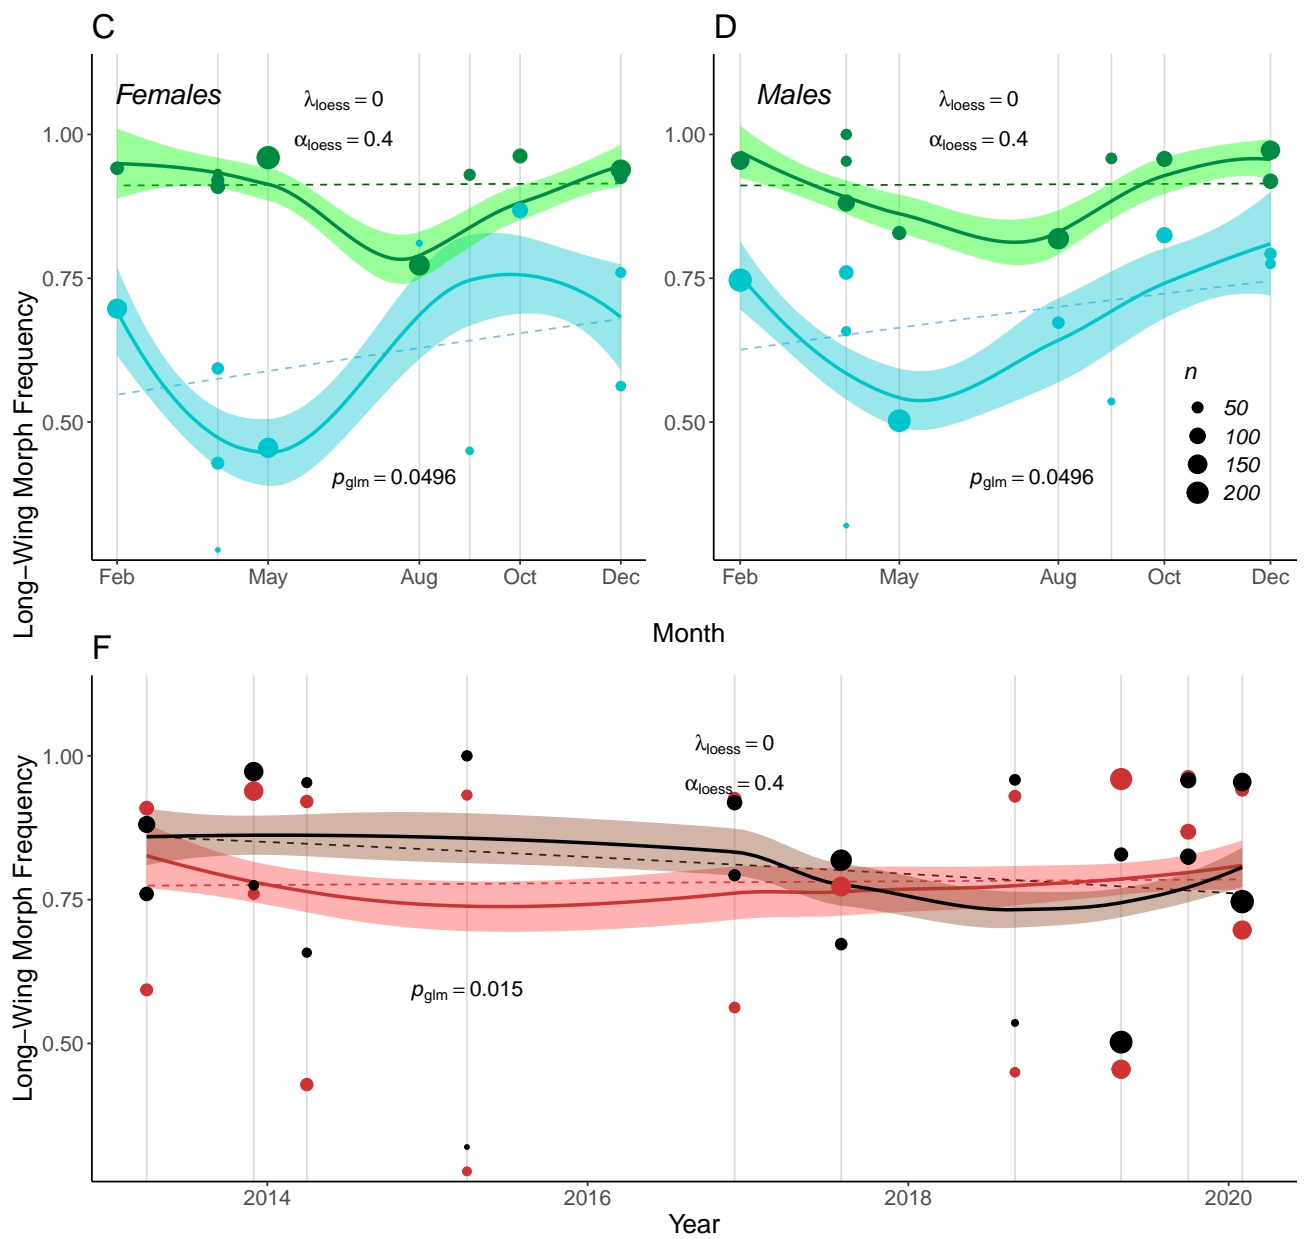 C
D
Females
λloess = 0
αloess = 0.4
Males
λloess = 0
αloess = 0.4
1.00
0.75
0.50
1.00
0.75
0.50
Long−Wing Morph Frequency
pglm = 0.0496
pglm = 0.0496
n
50
100
150
200
Feb
May
Aug
Oct
Dec
Feb
May
Aug
Oct
Dec
Month
F
λloess = 0
αloess = 0.4
1.00
0.75
0.50
Long−Wing Morph Frequency
pglm = 0.015
2014
2016
2018
2020
Year